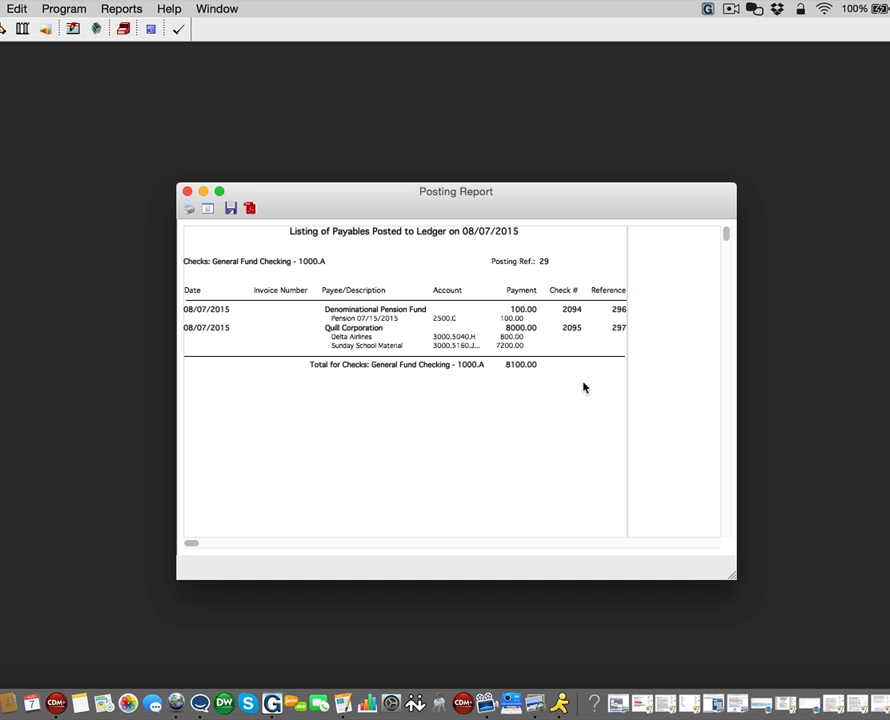 Edit Program Reports Help Window 100%
Posting Report
Listing of Payables Posted to Ledger on 08/07/2015
Checks: General Fund Checking - 1000.A Posting Ref.: 29
Date Invoice Number Payee/Description Account Payment Check # Reference
08/07/2015 Denominational Pension Fund 100.00 2094 296
Pension 07/15/2015 2500.C 100.00
08/07/2015 Quill Corporation 8000.00 2095 297
Delta Airlines 3000.5040.H 800.00
Sunday School Material 3000.5160.J... 7200.00
Total for Checks: General Fund Checking - 1000.A 8100.00
7 CDM+ DW CDM+